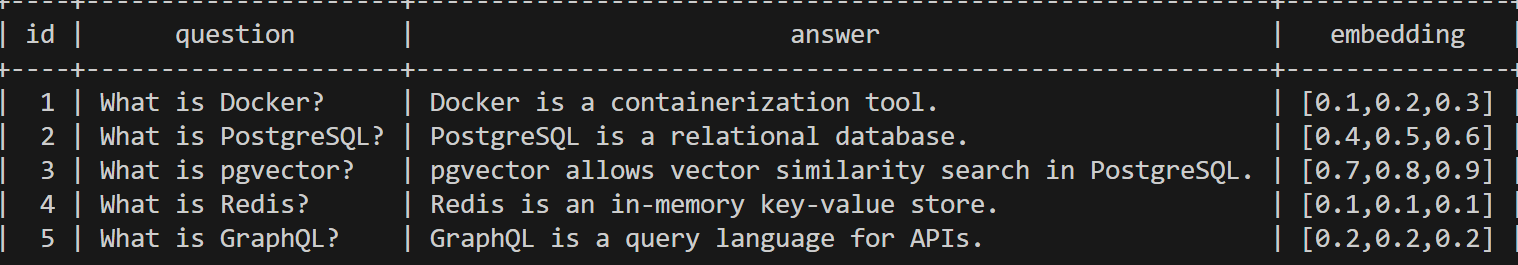 | id | question | answer | embedding |
| 1 | What is Docker? | Docker is a containerization tool. | [0.1,0.2,0.3] |
| 2 | What is PostgreSQL? | PostgreSQL is a relational database. | [0.4,0.5,0.6] |
| 3 | What is pgvector? | pgvector allows vector similarity search in PostgreSQL. | [0.7,0.8,0.9] |
| 4 | What is Redis? | Redis is an in-memory key-value store. | [0.1,0.1,0.1] |
| 5 | What is GraphQL? | GraphQL is a query language for APIs. | [0.2,0.2,0.2] |